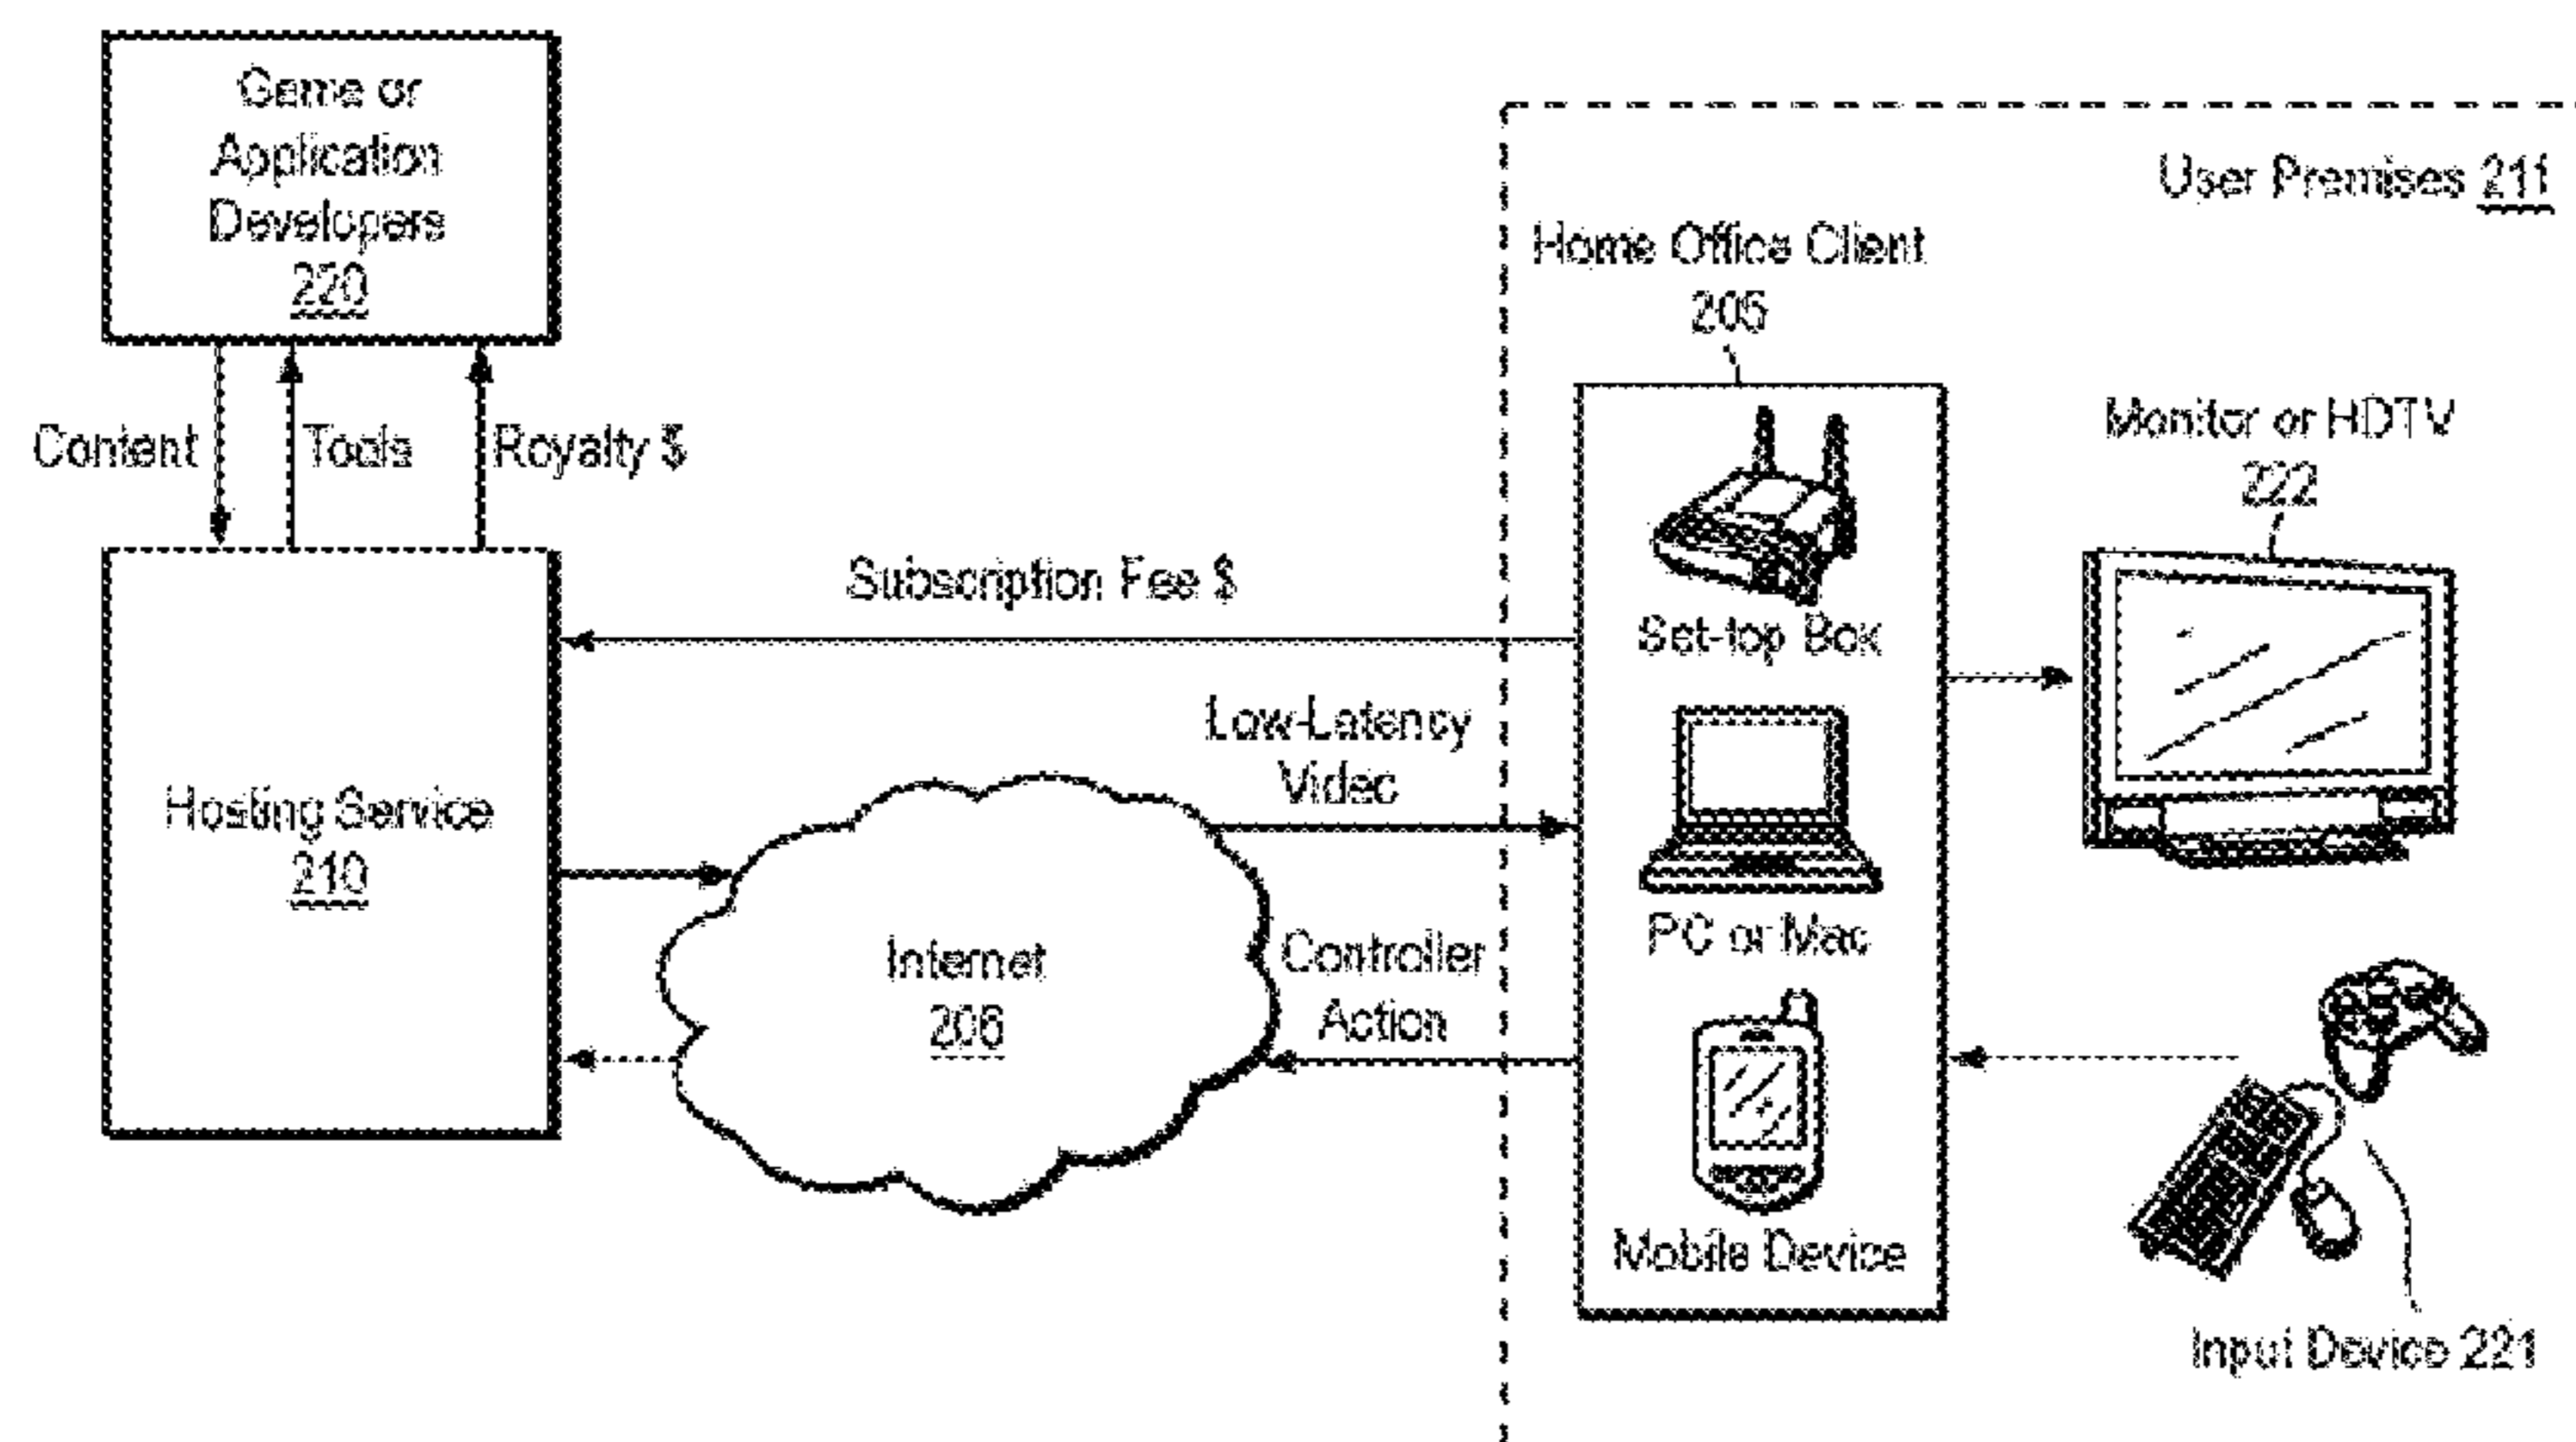 Game or
Application
Developers
220
User Premises 211
Home Office Client
205
Content
Tools
Royalty $
Monitor or HDTV
222
Subscription Fee $
Set-top Box
Low-Latency
Video
Hosting Service
210
PC or Mac
Internet
206
Controller
Action
Mobile Device
Input Device 221